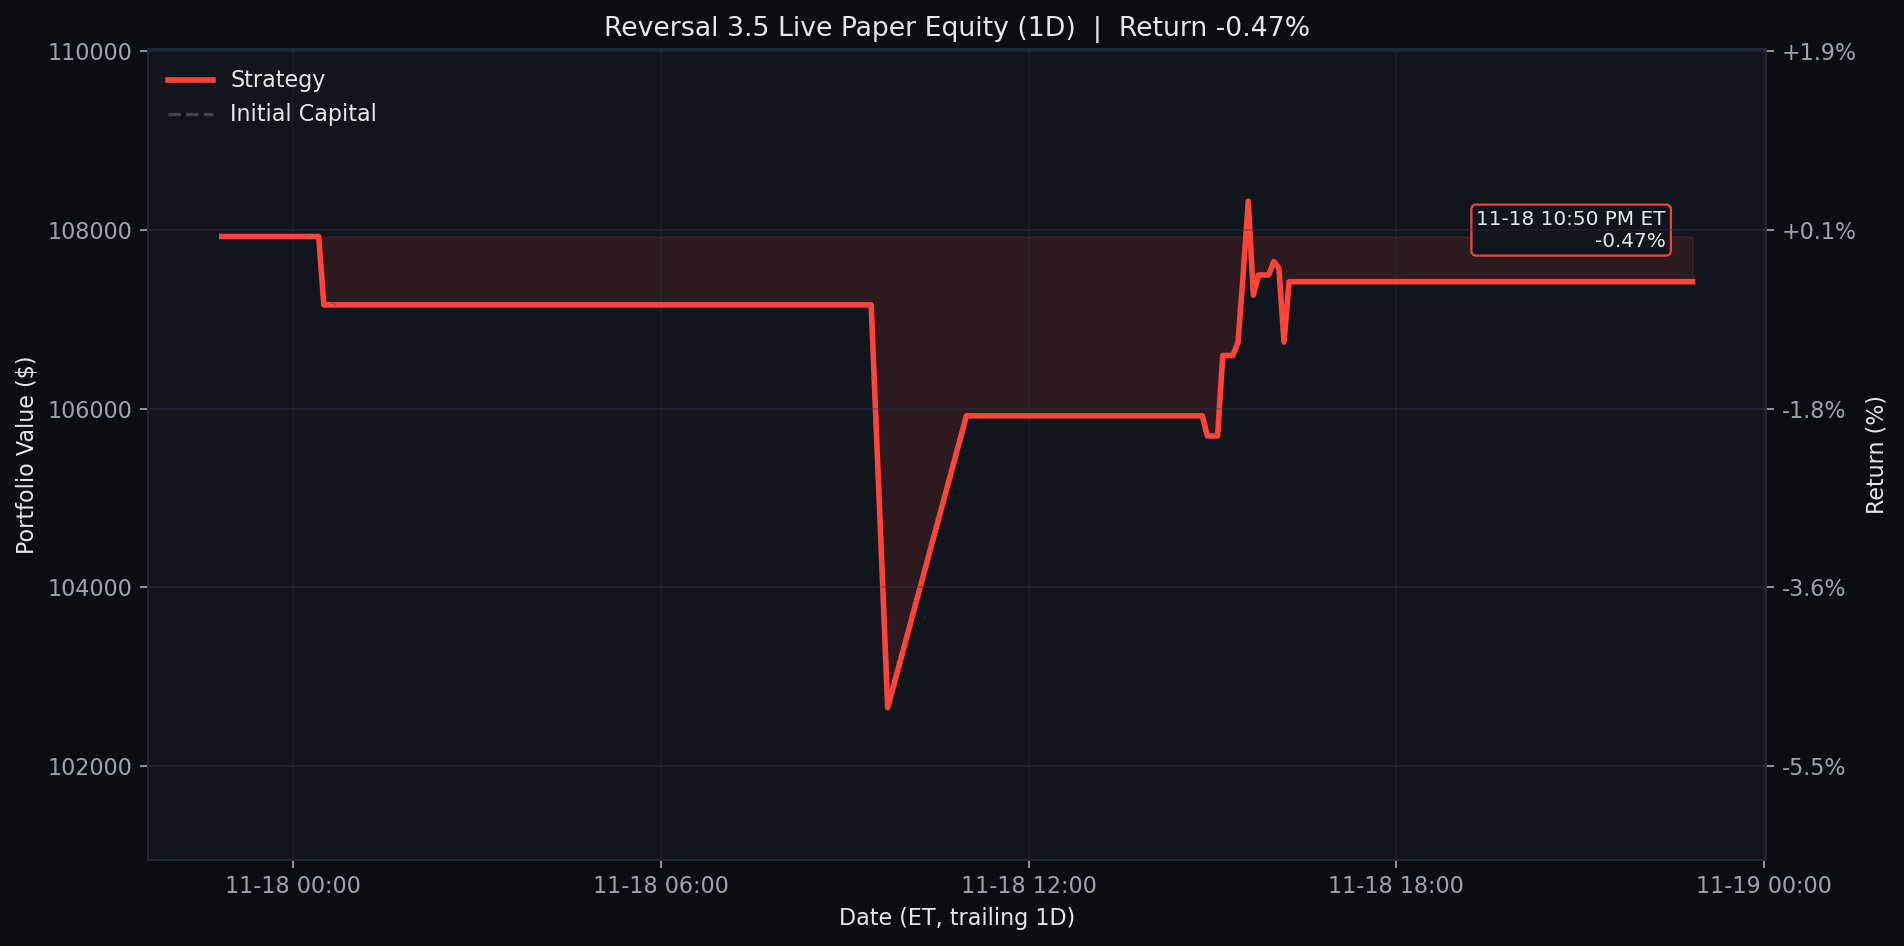 Reversal 3.5 Live Paper Equity (1D) | Return -0.47%
Strategy
Initial Capital
11-18 10:50 PM ET
-0.47%
Portfolio Value ($)
110000
108000
106000
104000
102000
+1.9%
+0.1%
-1.8%
-3.6%
-5.5%
Return (%)
11-18 00:00
11-18 06:00
11-18 12:00
11-18 18:00
11-19 00:00
Date (ET, trailing 1D)